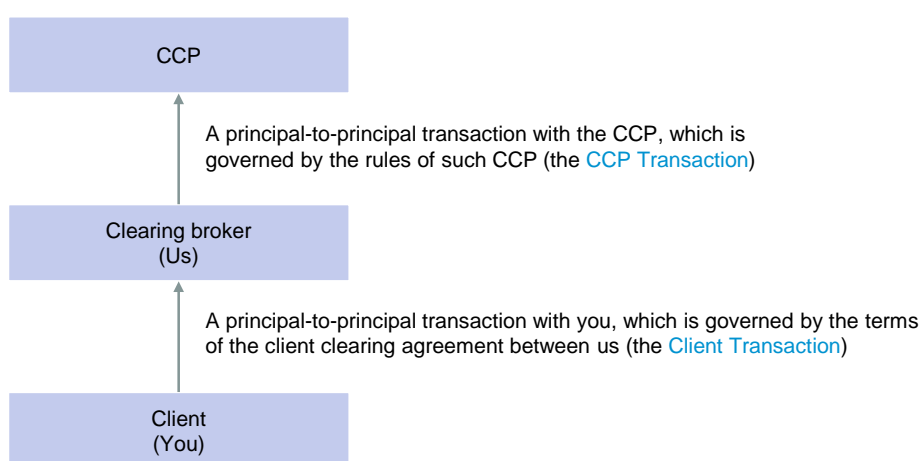 CCP
A principal-to-principal transaction with the CCP, which is
governed by the rules of such CCP (the CCP Transaction)
Clearing broker
(Us)
A principal-to-principal transaction with you, which is governed by the terms
of the client clearing agreement between us (the Client Transaction)
Client
(You)